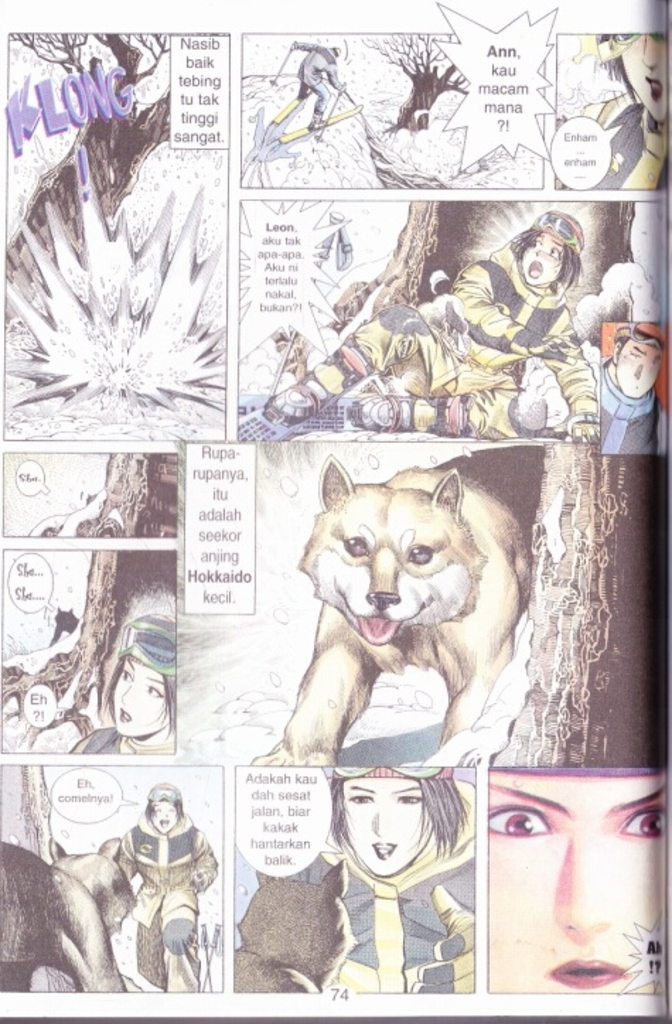 KLONG
!
Nasib
baik
tebing
tu tak
tinggi
sangat.
Ann,
kau
macam
mana
?!
Enham
...
enham
....
Leon,
aku tak
apa-apa.
Aku ni
terlalu
nakal,
bukan?!
She...
She....
Eh
?!
Rupa-
rupanya,
itu
adalah
seekor
anjing
Hokkaido
kecil.
Eh,
comelnya!
Adakah kau
dah sesat
jalan, biar
kakak
hantarkan
balik.
!?
74